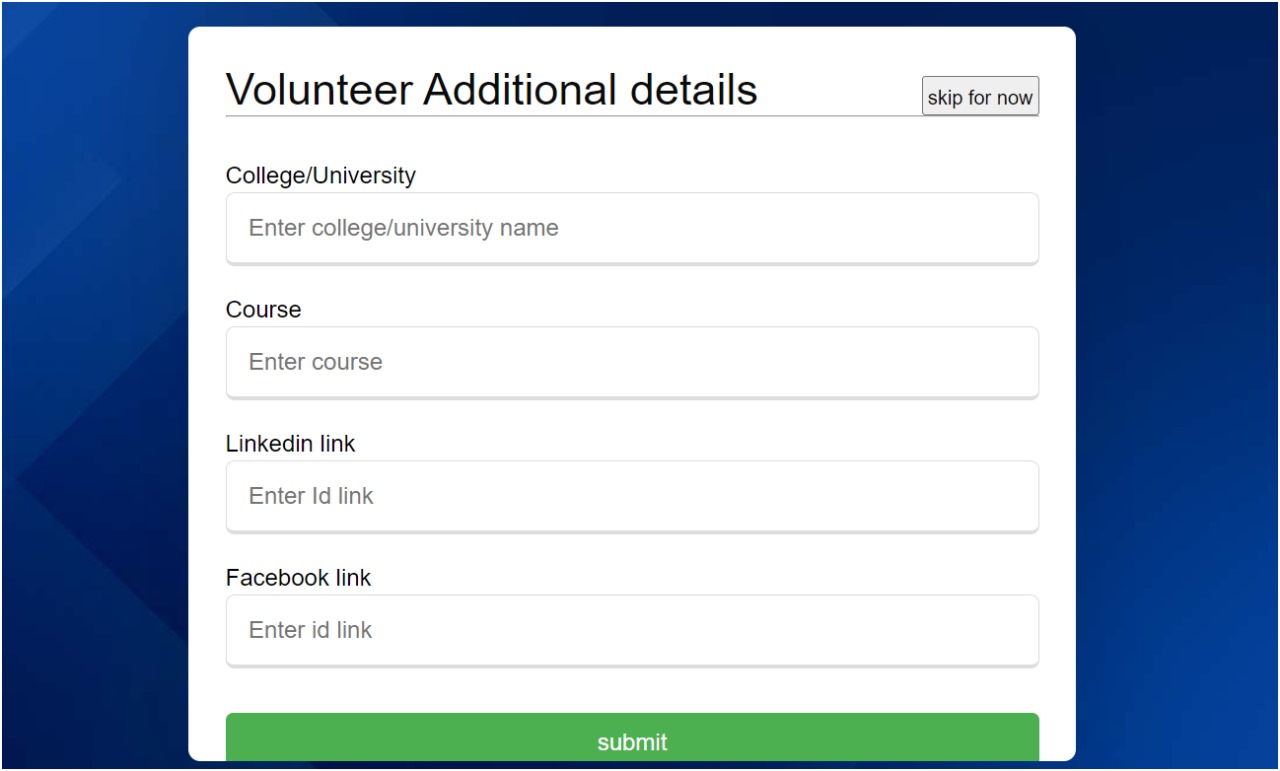 Volunteer Additional details
skip for now
College/University
Enter college/university name
Course
Enter course
Linkedin link
Enter Id link
Facebook link
Enter id link
submit